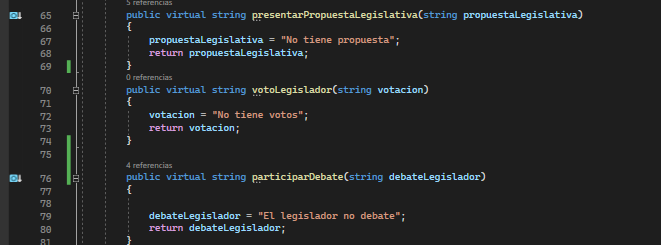 5 referencias
65 public virtual string presentarPropuestaLegislativa(string propuestaLegislativa)
66 {
67 propuestaLegislativa = "No tiene propuesta";
68 return propuestaLegislativa;
69 }
0 referencias
70 public virtual string votoLegislador(string votacion)
71 {
72 votacion = "No tiene votos";
73 return votacion;
74 }
75
4 referencias
76 public virtual string participarDebate(string debateLegislador)
77 {
78
79 debateLegislador = "El legislador no debate";
80 return debateLegislador;
81 }